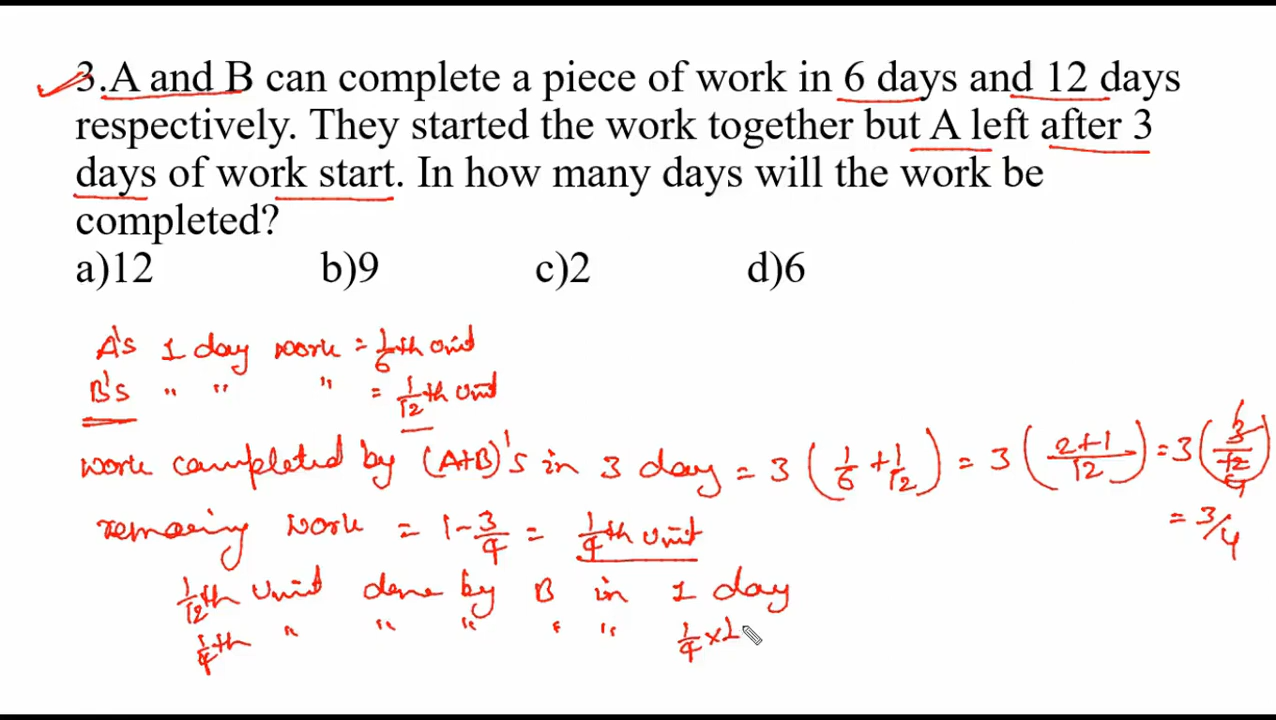 3.A and B can complete a piece of work in 6 days and 12 days
respectively. They started the work together but A left after 3
days of work start. In how many days will the work be
completed?
a)12 b)9 c)2 d)6
A's 1 day work = 1/6th unit
B's " " " = 1/12th unit
work completed by (A+B)'s in 3 day = 3 (1/6 + 1/12) = 3 (2+1/12) = 3 (3/12)
= 3/4
remaing work = 1-3/4 = 1/4th unit
1/12th unit done by B in 1 day
1/4th " " " " " 1/4 x1